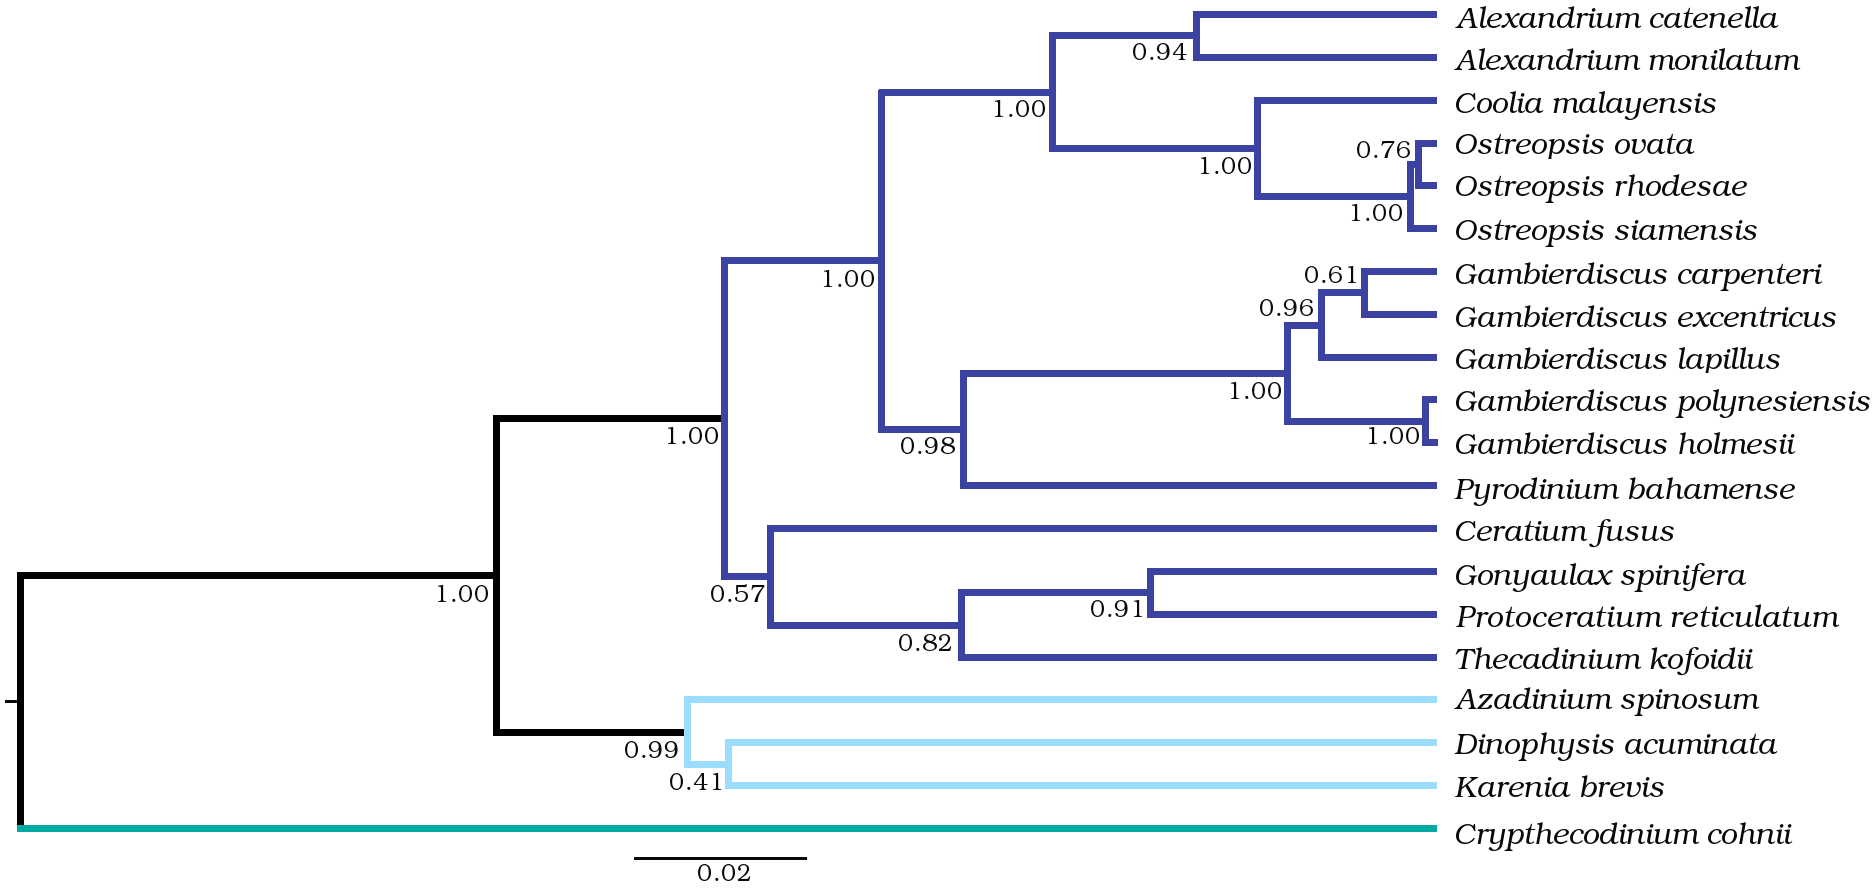 Alexandrium catenella
0.94
Alexandrium monilatum
1.00
Coolia malayensis
0.76
Ostreopsis ovata
1.00
Ostreopsis rhodesae
1.00
Ostreopsis siamensis
1.00
0.61
Gambierdiscus carpenteri
0.96
Gambierdiscus excentricus
Gambierdiscus lapillus
1.00
Gambierdiscus polynesiensis
1.00
1.00
Gambierdiscus holmesii
0.98
Pyrodinium bahamense
Ceratium fusus
1.00
0.57
Gonyaulax spinifera
0.91
Protoceratium reticulatum
0.82
Thecadinium kofoidii
Azadinium spinosum
0.99
Dinophysis acuminata
0.41
Karenia brevis
Crypthecodinium cohnii
0.02